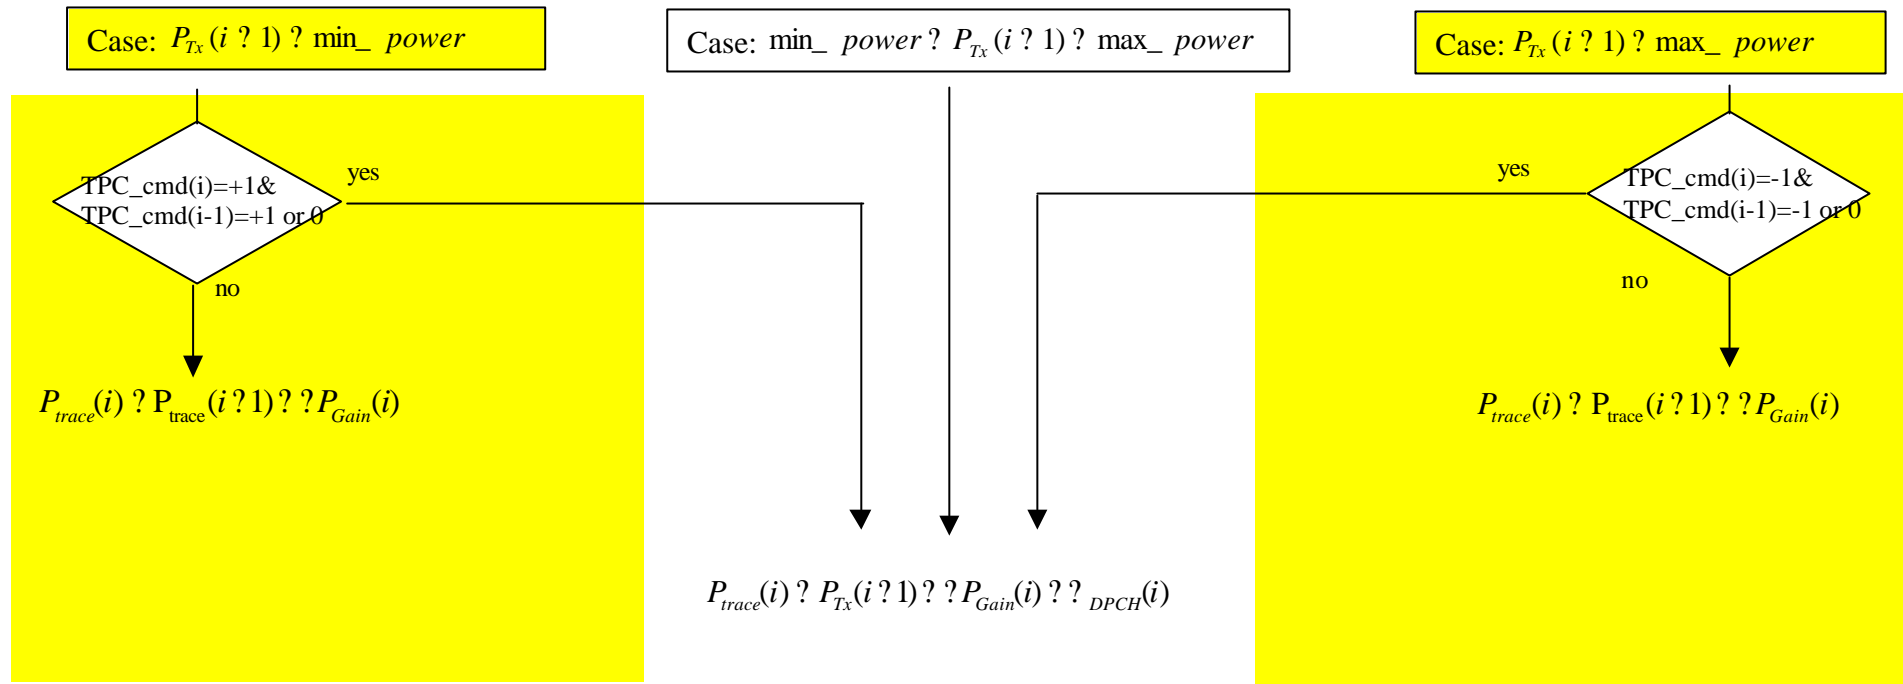 Case: P_Tx (i ? 1) ? min_ power
Case: min_ power ? P_Tx (i ? 1) ? max_ power
Case: P_Tx (i ? 1) ? max_ power
TPC_cmd(i)=+1&
TPC_cmd(i-1)=+1 or 0
yes
no
yes
TPC_cmd(i)=-1&
TPC_cmd(i-1)=-1 or 0
no
P_trace(i) ? P_trace(i ? 1) ? ? P_Gain(i)
P_trace(i) ? P_trace(i ? 1) ? ? P_Gain(i)
P_trace(i) ? P_Tx(i ? 1) ? ? P_Gain(i) ? ? _DPCH(i)